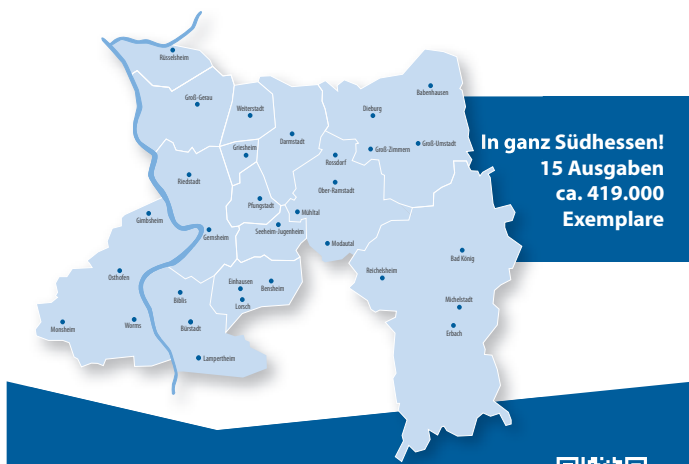 Rüsselsheim
Babenhausen
Groß-Gerau
Weiterstadt
Dieburg
Darmstadt
Griesheim
Groß-Zimmern
Groß-Umstadt
Rossdorf
Riedstadt
Ober-Ramstadt
Pfungstadt
Mühltal
Gimbsheim
Gernsheim
Seeheim-Jugenheim
Modautal
Bad König
Osthofen
Reichelsheim
Einhausen
Bensheim
Biblis
Lorsch
Michelstadt
Monsheim
Worms
Bürstadt
Erbach
Lampertheim
In ganz Südhessen!
15 Ausgaben
ca. 419.000
Exemplare